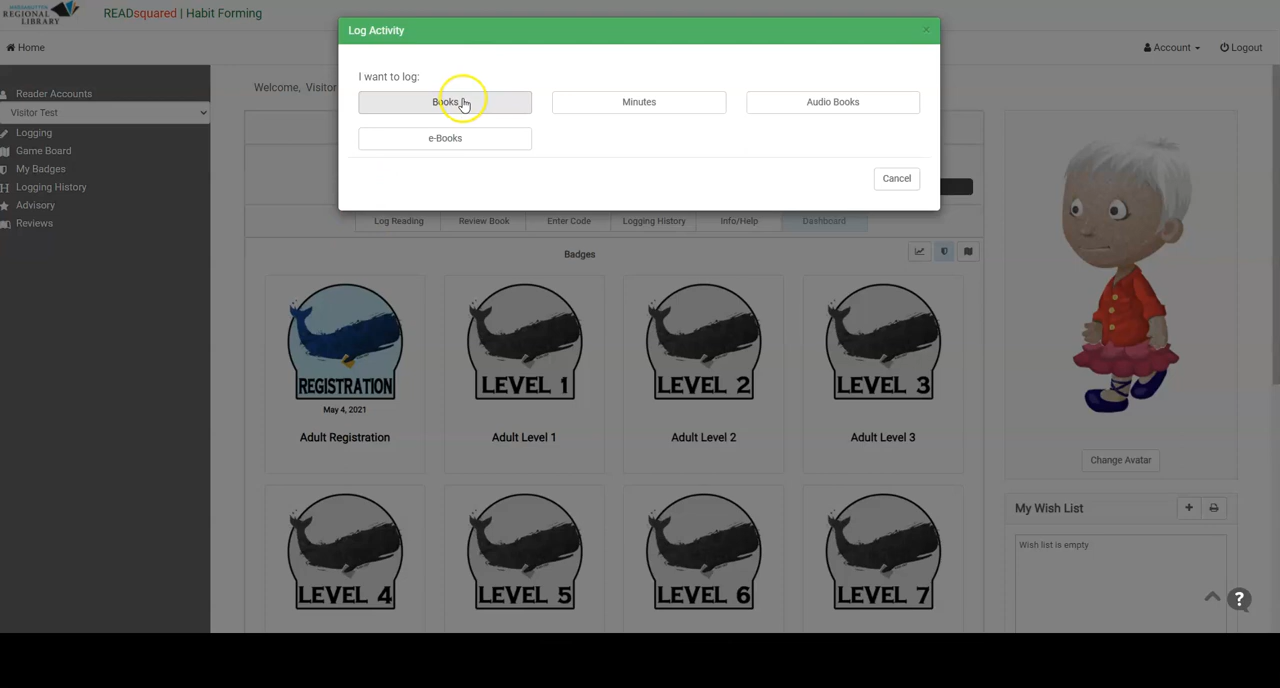 REGIONAL
LIBRARY
READsquared | Habit Forming
Log Activity
×
Home
Account
Logout
I want to log:
Books
Minutes
Audio Books
e-Books
Cancel
Reader Accounts
Visitor Test
Logging
Game Board
My Badges
Logging History
Advisory
Reviews
Welcome, Visitor
Log Reading
Review Book
Enter Code
Logging History
Info/Help
Dashboard
Badges
REGISTRATION
May 4, 2021
Adult Registration
LEVEL 1
Adult Level 1
LEVEL 2
Adult Level 2
LEVEL 3
Adult Level 3
LEVEL 4
LEVEL 5
LEVEL 6
LEVEL 7
Change Avatar
My Wish List
+
Wish list is empty
?